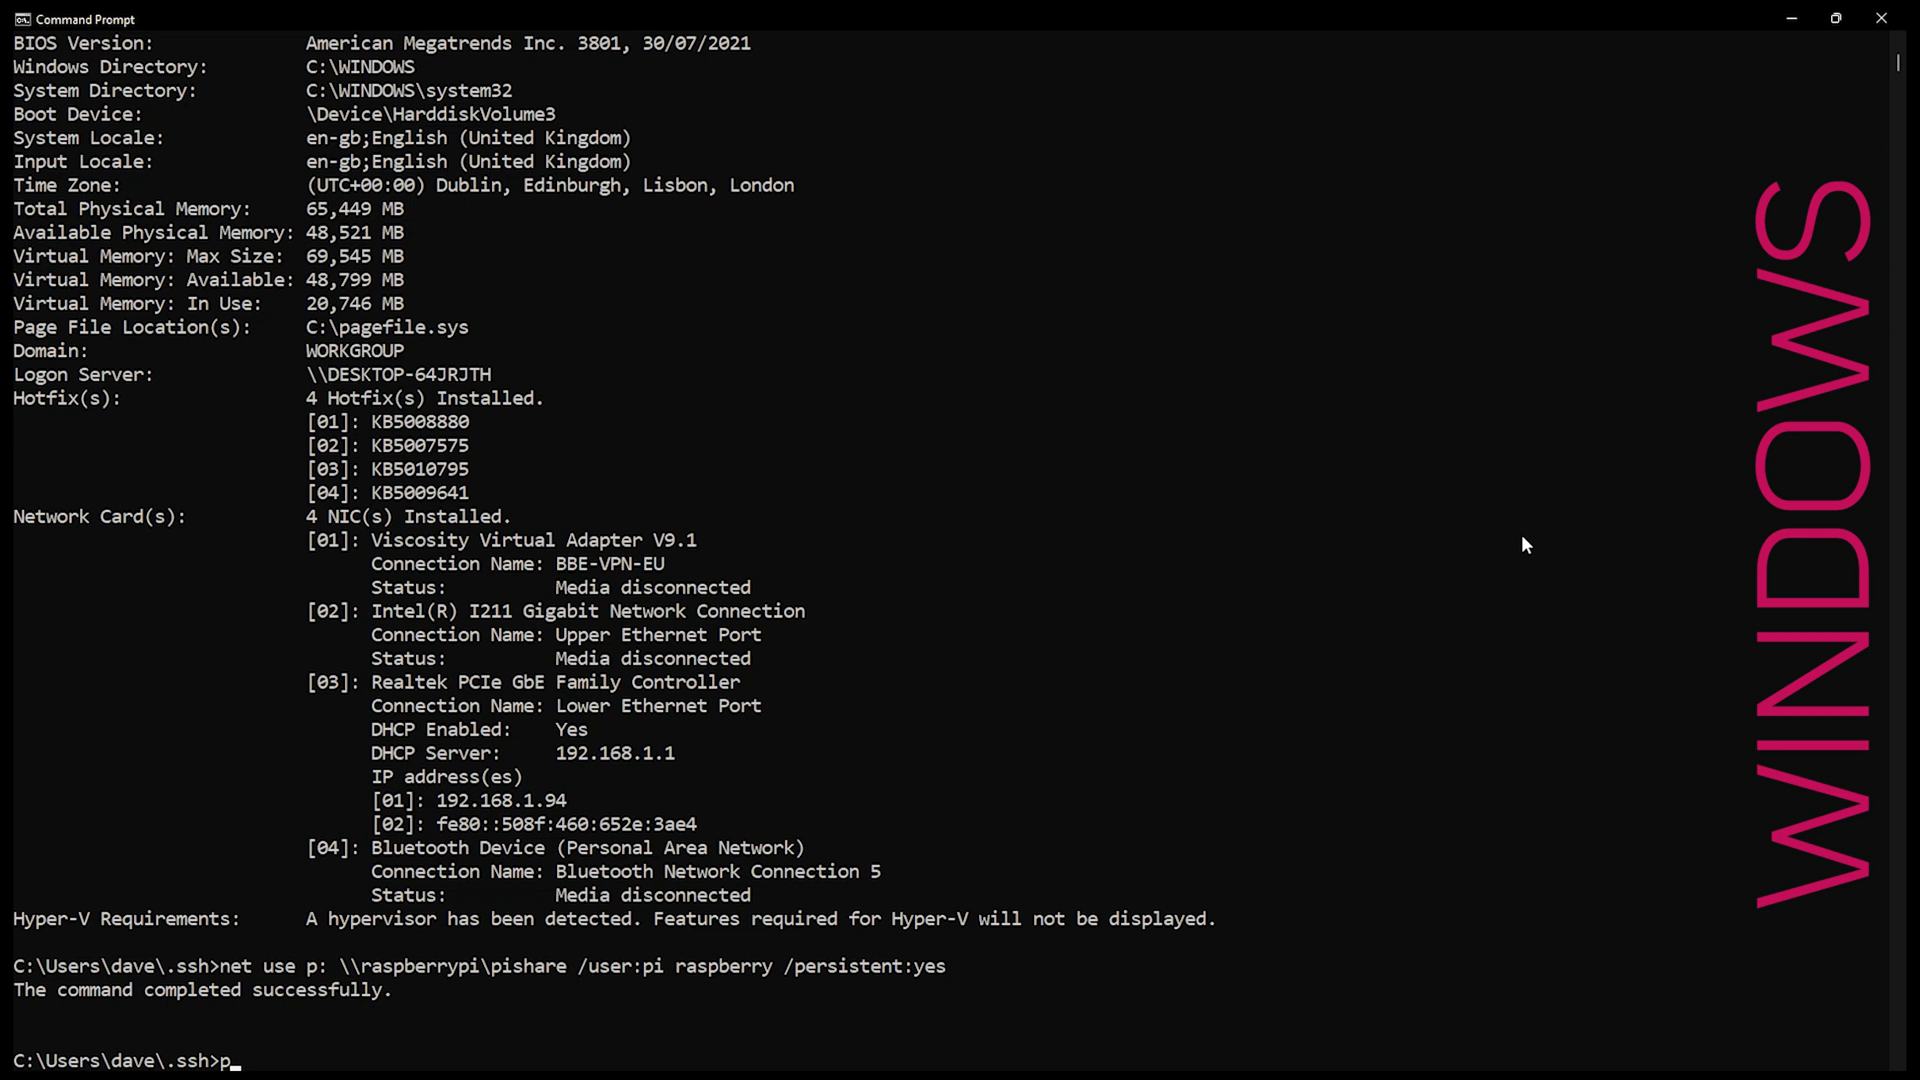 Command Prompt
BIOS Version: American Megatrends Inc. 3801, 30/07/2021
Windows Directory: C:\WINDOWS
System Directory: C:\WINDOWS\system32
Boot Device: \Device\HarddiskVolume3
System Locale: en-gb;English (United Kingdom)
Input Locale: en-gb;English (United Kingdom)
Time Zone: (UTC+00:00) Dublin, Edinburgh, Lisbon, London
Total Physical Memory: 65,449 MB
Available Physical Memory: 48,521 MB
Virtual Memory: Max Size: 69,545 MB
Virtual Memory: Available: 48,799 MB
Virtual Memory: In Use: 20,746 MB
Page File Location(s): C:\pagefile.sys
Domain: WORKGROUP
Logon Server: \\DESKTOP-64JRJTH
Hotfix(s): 4 Hotfix(s) Installed.
[01]: KB5008880
[02]: KB5007575
[03]: KB5010795
[04]: KB5009641
Network Card(s): 4 NIC(s) Installed.
[01]: Viscosity Virtual Adapter V9.1
Connection Name: BBE-VPN-EU
Status: Media disconnected
[02]: Intel(R) I211 Gigabit Network Connection
Connection Name: Upper Ethernet Port
Status: Media disconnected
[03]: Realtek PCIe GbE Family Controller
Connection Name: Lower Ethernet Port
DHCP Enabled: Yes
DHCP Server: 192.168.1.1
IP address(es)
[01]: 192.168.1.94
[02]: fe80::508f:460:652e:3ae4
[04]: Bluetooth Device (Personal Area Network)
Connection Name: Bluetooth Network Connection 5
Status: Media disconnected
Hyper-V Requirements: A hypervisor has been detected. Features required for Hyper-V will not be displayed.
C:\Users\dave\.ssh>net use p: \\raspberrypi\pishare /user:pi raspberry /persistent:yes
The command completed successfully.
C:\Users\dave\.ssh>p
WINDOWS